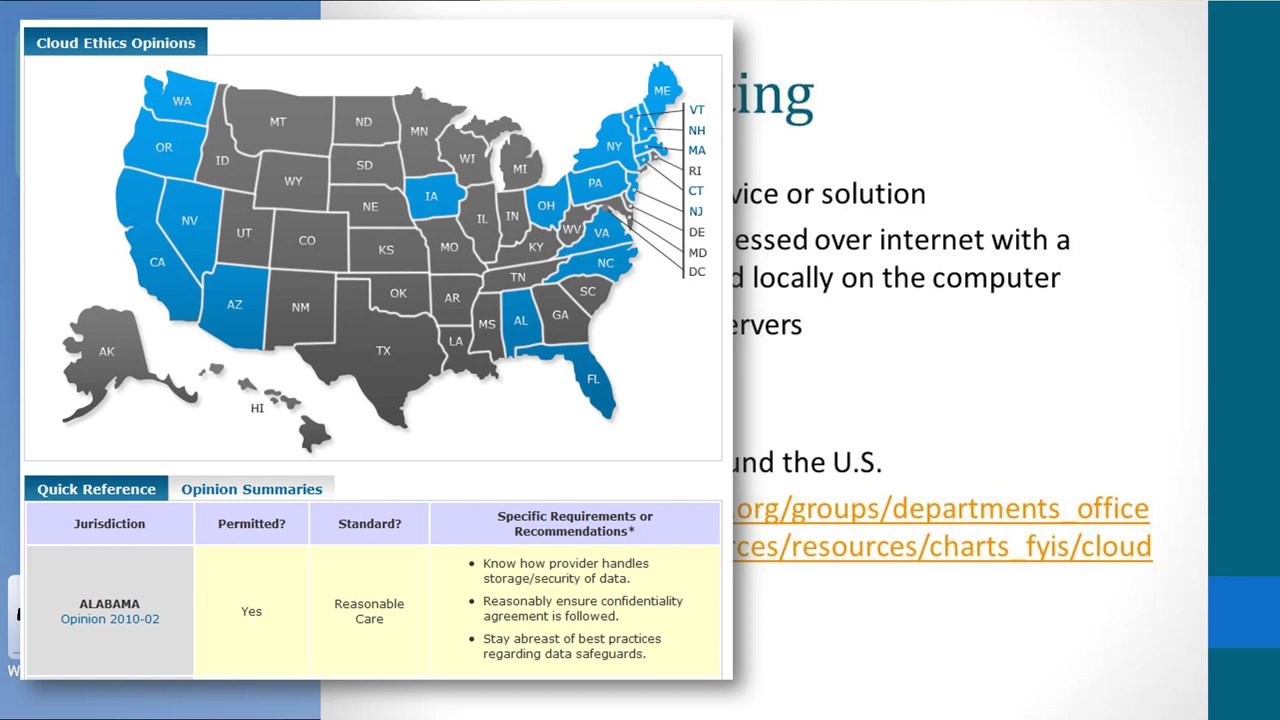 Cloud Ethics Opinions
WA
OR
CA
NV
ID
MT
WY
UT
AZ
CO
NM
ND
SD
NE
KS
OK
TX
MN
IA
MO
AR
LA
WI
IL
MS
MI
IN
KY
TN
AL
OH
WV
VA
NC
SC
GA
FL
PA
NY
ME
VT
NH
MA
RI
CT
NJ
DE
MD
DC
AK
HI
ting
vice or solution
essed over internet with a
d locally on the computer
ervers
und the U.S.
.org/groups/departments_office
rces/resources/charts_fyis/cloud
Quick Reference
Opinion Summaries
Jurisdiction
Permitted?
Standard?
Specific Requirements or
Recommendations*
ALABAMA
Opinion 2010-02
Yes
Reasonable
Care
• Know how provider handles
storage/security of data.
• Reasonably ensure confidentiality
agreement is followed.
• Stay abreast of best practices
regarding data safeguards.
W